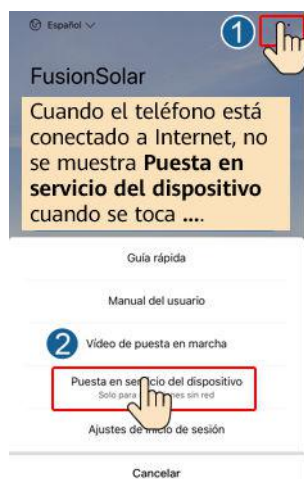 Español
1
FusionSolar
Cuando el teléfono está
conectado a Internet, no
se muestra Puesta en
servicio del dispositivo
cuando se toca ....
Guía rápida
Manual del usuario
2 Vídeo de puesta en marcha
Puesta en servicio del dispositivo
Solo para sin red
Ajustes de inicio de sesión
Cancelar